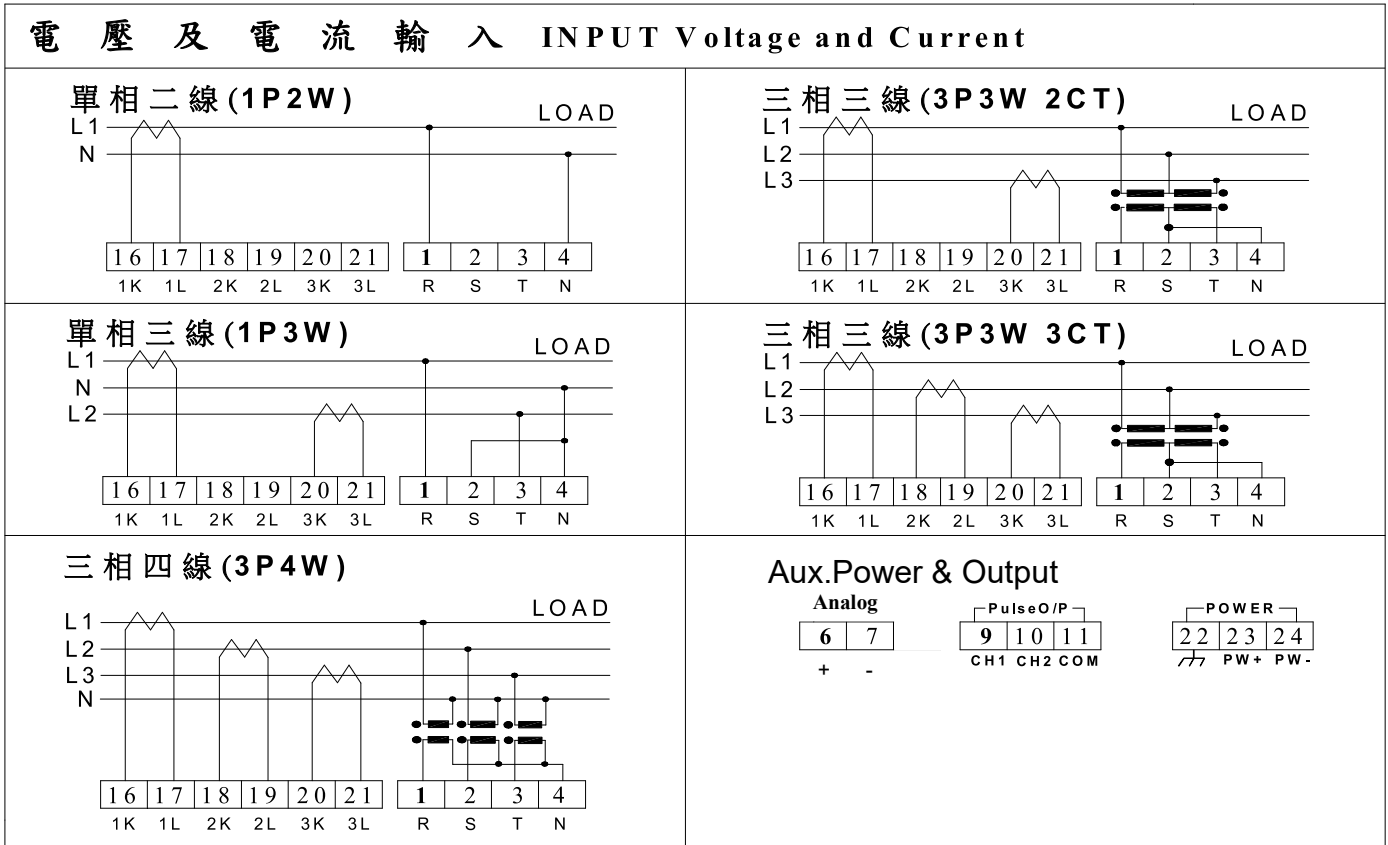 電壓及電流輸入 INPUT Voltage and Current
單相二線(1P2W)
LOAD
L1
N
16 17 18 19 20 21 1 2 3 4
1K 1L 2K 2L 3K 3L R S T N
三相三線(3P3W 2CT)
LOAD
L1
L2
L3
16 17 18 19 20 21 1 2 3 4
1K 1L 2K 2L 3K 3L R S T N
單相三線(1P3W)
LOAD
L1
N
L2
16 17 18 19 20 21 1 2 3 4
1K 1L 2K 2L 3K 3L R S T N
三相三線(3P3W 3CT)
LOAD
L1
L2
L3
16 17 18 19 20 21 1 2 3 4
1K 1L 2K 2L 3K 3L R S T N
三相四線(3P4W)
LOAD
L1
L2
L3
N
16 17 18 19 20 21 1 2 3 4
1K 1L 2K 2L 3K 3L R S T N
Aux.Power & Output
Analog
6 7
+ -
PulseO/P
9 10 11
CH1 CH2 COM
POWER
22 23 24
PW+ PW-